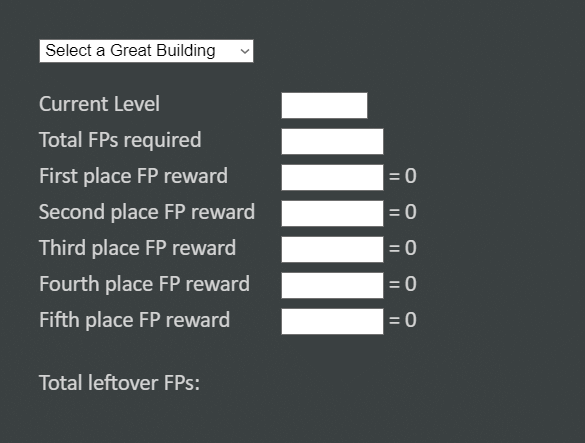 Select a Great Building
Current Level
Total FPs required
First place FP reward = 0
Second place FP reward = 0
Third place FP reward = 0
Fourth place FP reward = 0
Fifth place FP reward = 0
Total leftover FPs: